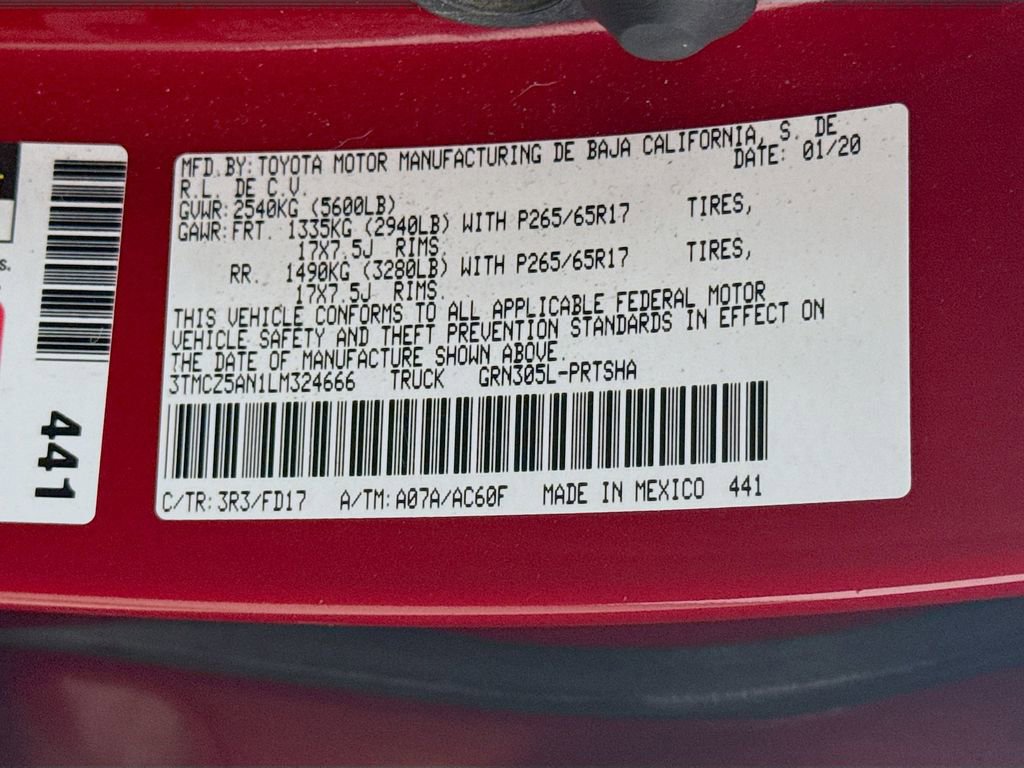 MFD.BY:TOYOTA MOTOR MANUFACTURING DE BAJA CALIFORNIA, S. DE
R.L. DE C.V. DATE: 01/20
GVWR:2540KG (5600LB)
GAWR:FRT. 1335KG (2940LB) WITH P265/65R17 TIRES,
17X7.5J RIMS.
RR. 1490KG (3280LB) WITH P265/65R17 TIRES,
17X7.5J RIMS.
THIS VEHICLE CONFORMS TO ALL APPLICABLE FEDERAL MOTOR
VEHICLE SAFETY AND THEFT PREVENTION STANDARDS IN EFFECT ON
THE DATE OF MANUFACTURE SHOWN ABOVE.
3TMCZ5AN1LM324666 TRUCK GRN305L-PRTSHA
C/TR:3R3/FD17 A/TM:A07A/AC60F MADE IN MEXICO 441
441